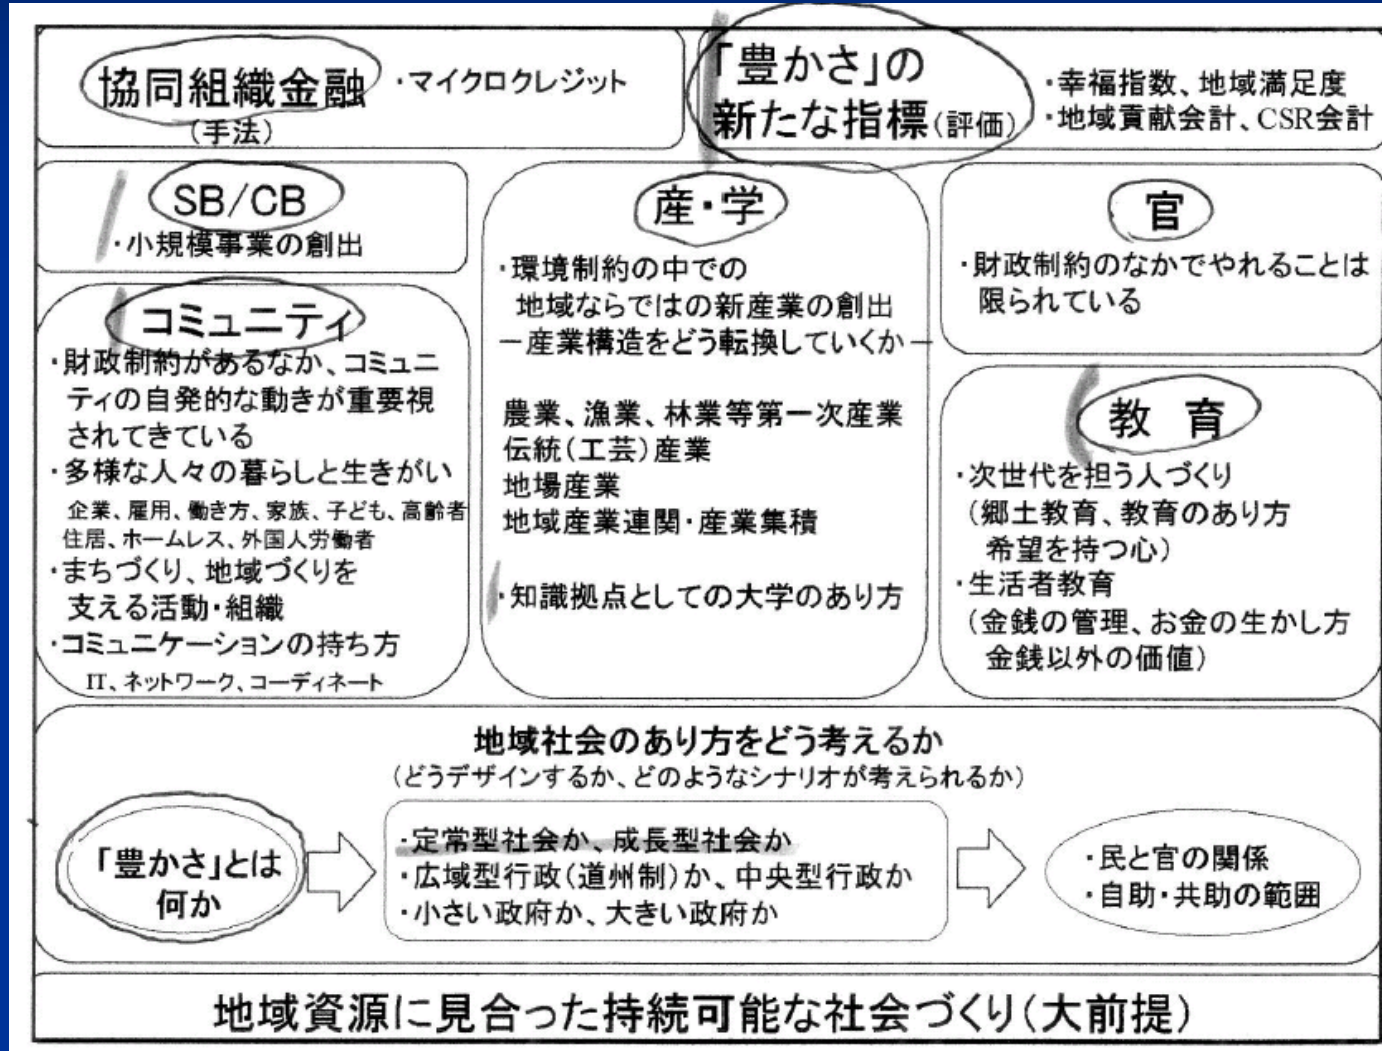 協同組織金融
(手法)
・マイクロクレジット
「豊かさ」の
新たな指標(評価)
・幸福指数、地域満足度
・地域貢献会計、CSR会計
SB/CB
・小規模事業の創出
コミュニティ
・財政制約があるなか、コミュニ
ティの自発的な動きが重要視
されてきている
・多様な人々の暮らしと生きがい
企業、雇用、働き方、家族、子ども、高齢者
住居、ホームレス、外国人労働者
・まちづくり、地域づくりを
支える活動・組織
・コミュニケーションの持ち方
IT、ネットワーク、コーディネート
産・学
・環境制約の中での
地域ならではの新産業の創出
－産業構造をどう転換していくか－
農業、漁業、林業等第一次産業
伝統(工芸)産業
地場産業
地域産業連関・産業集積
・知識拠点としての大学のあり方
官
・財政制約のなかでやれることは
限られている
教 育
・次世代を担う人づくり
(郷土教育、教育のあり方
希望を持つ心)
・生活者教育
(金銭の管理、お金の生かし方
金銭以外の価値)
地域社会のあり方をどう考えるか
(どうデザインするか、どのようなシナリオが考えられるか)
「豊かさ」とは
何か
・定常型社会か、成長型社会か
・広域型行政(道州制)か、中央型行政か
・小さい政府か、大きい政府か
・民と官の関係
・自助・共助の範囲
地域資源に見合った持続可能な社会づくり(大前提)